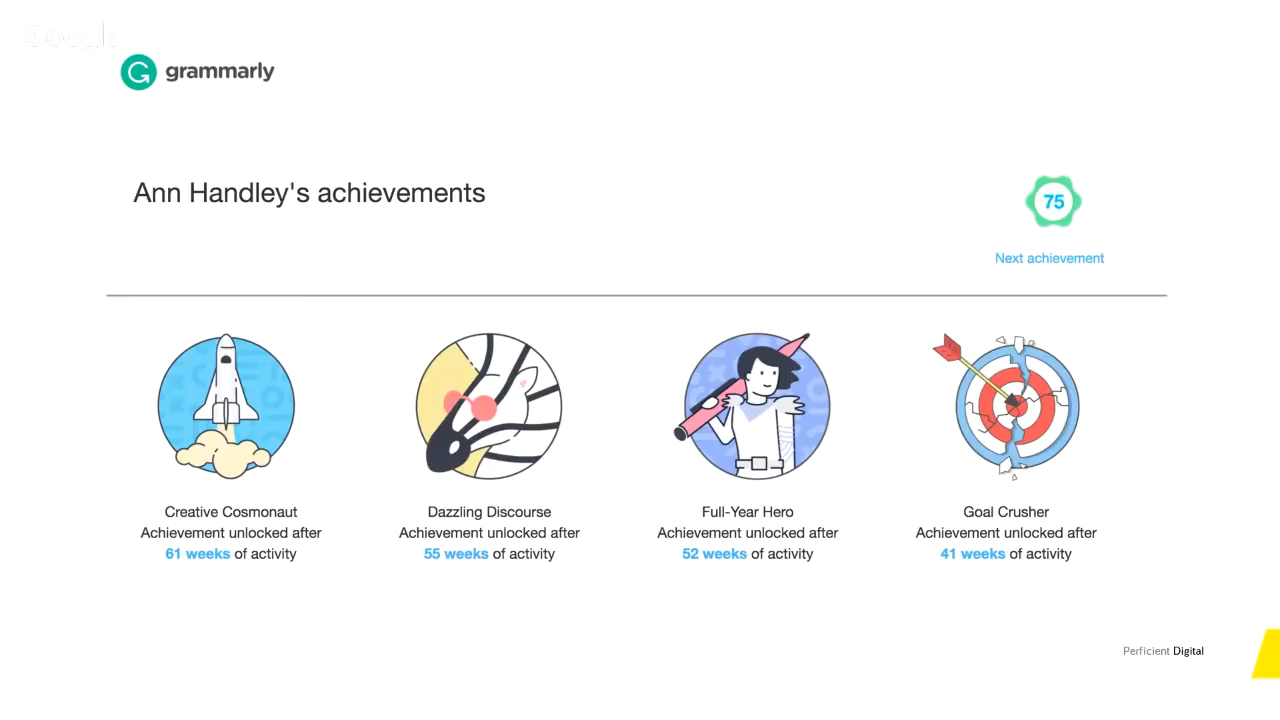 grammarly
Ann Handley's achievements
75
Next achievement
Creative Cosmonaut
Achievement unlocked after
61 weeks of activity
Dazzling Discourse
Achievement unlocked after
55 weeks of activity
Full-Year Hero
Achievement unlocked after
52 weeks of activity
Goal Crusher
Achievement unlocked after
41 weeks of activity
Perficient Digital